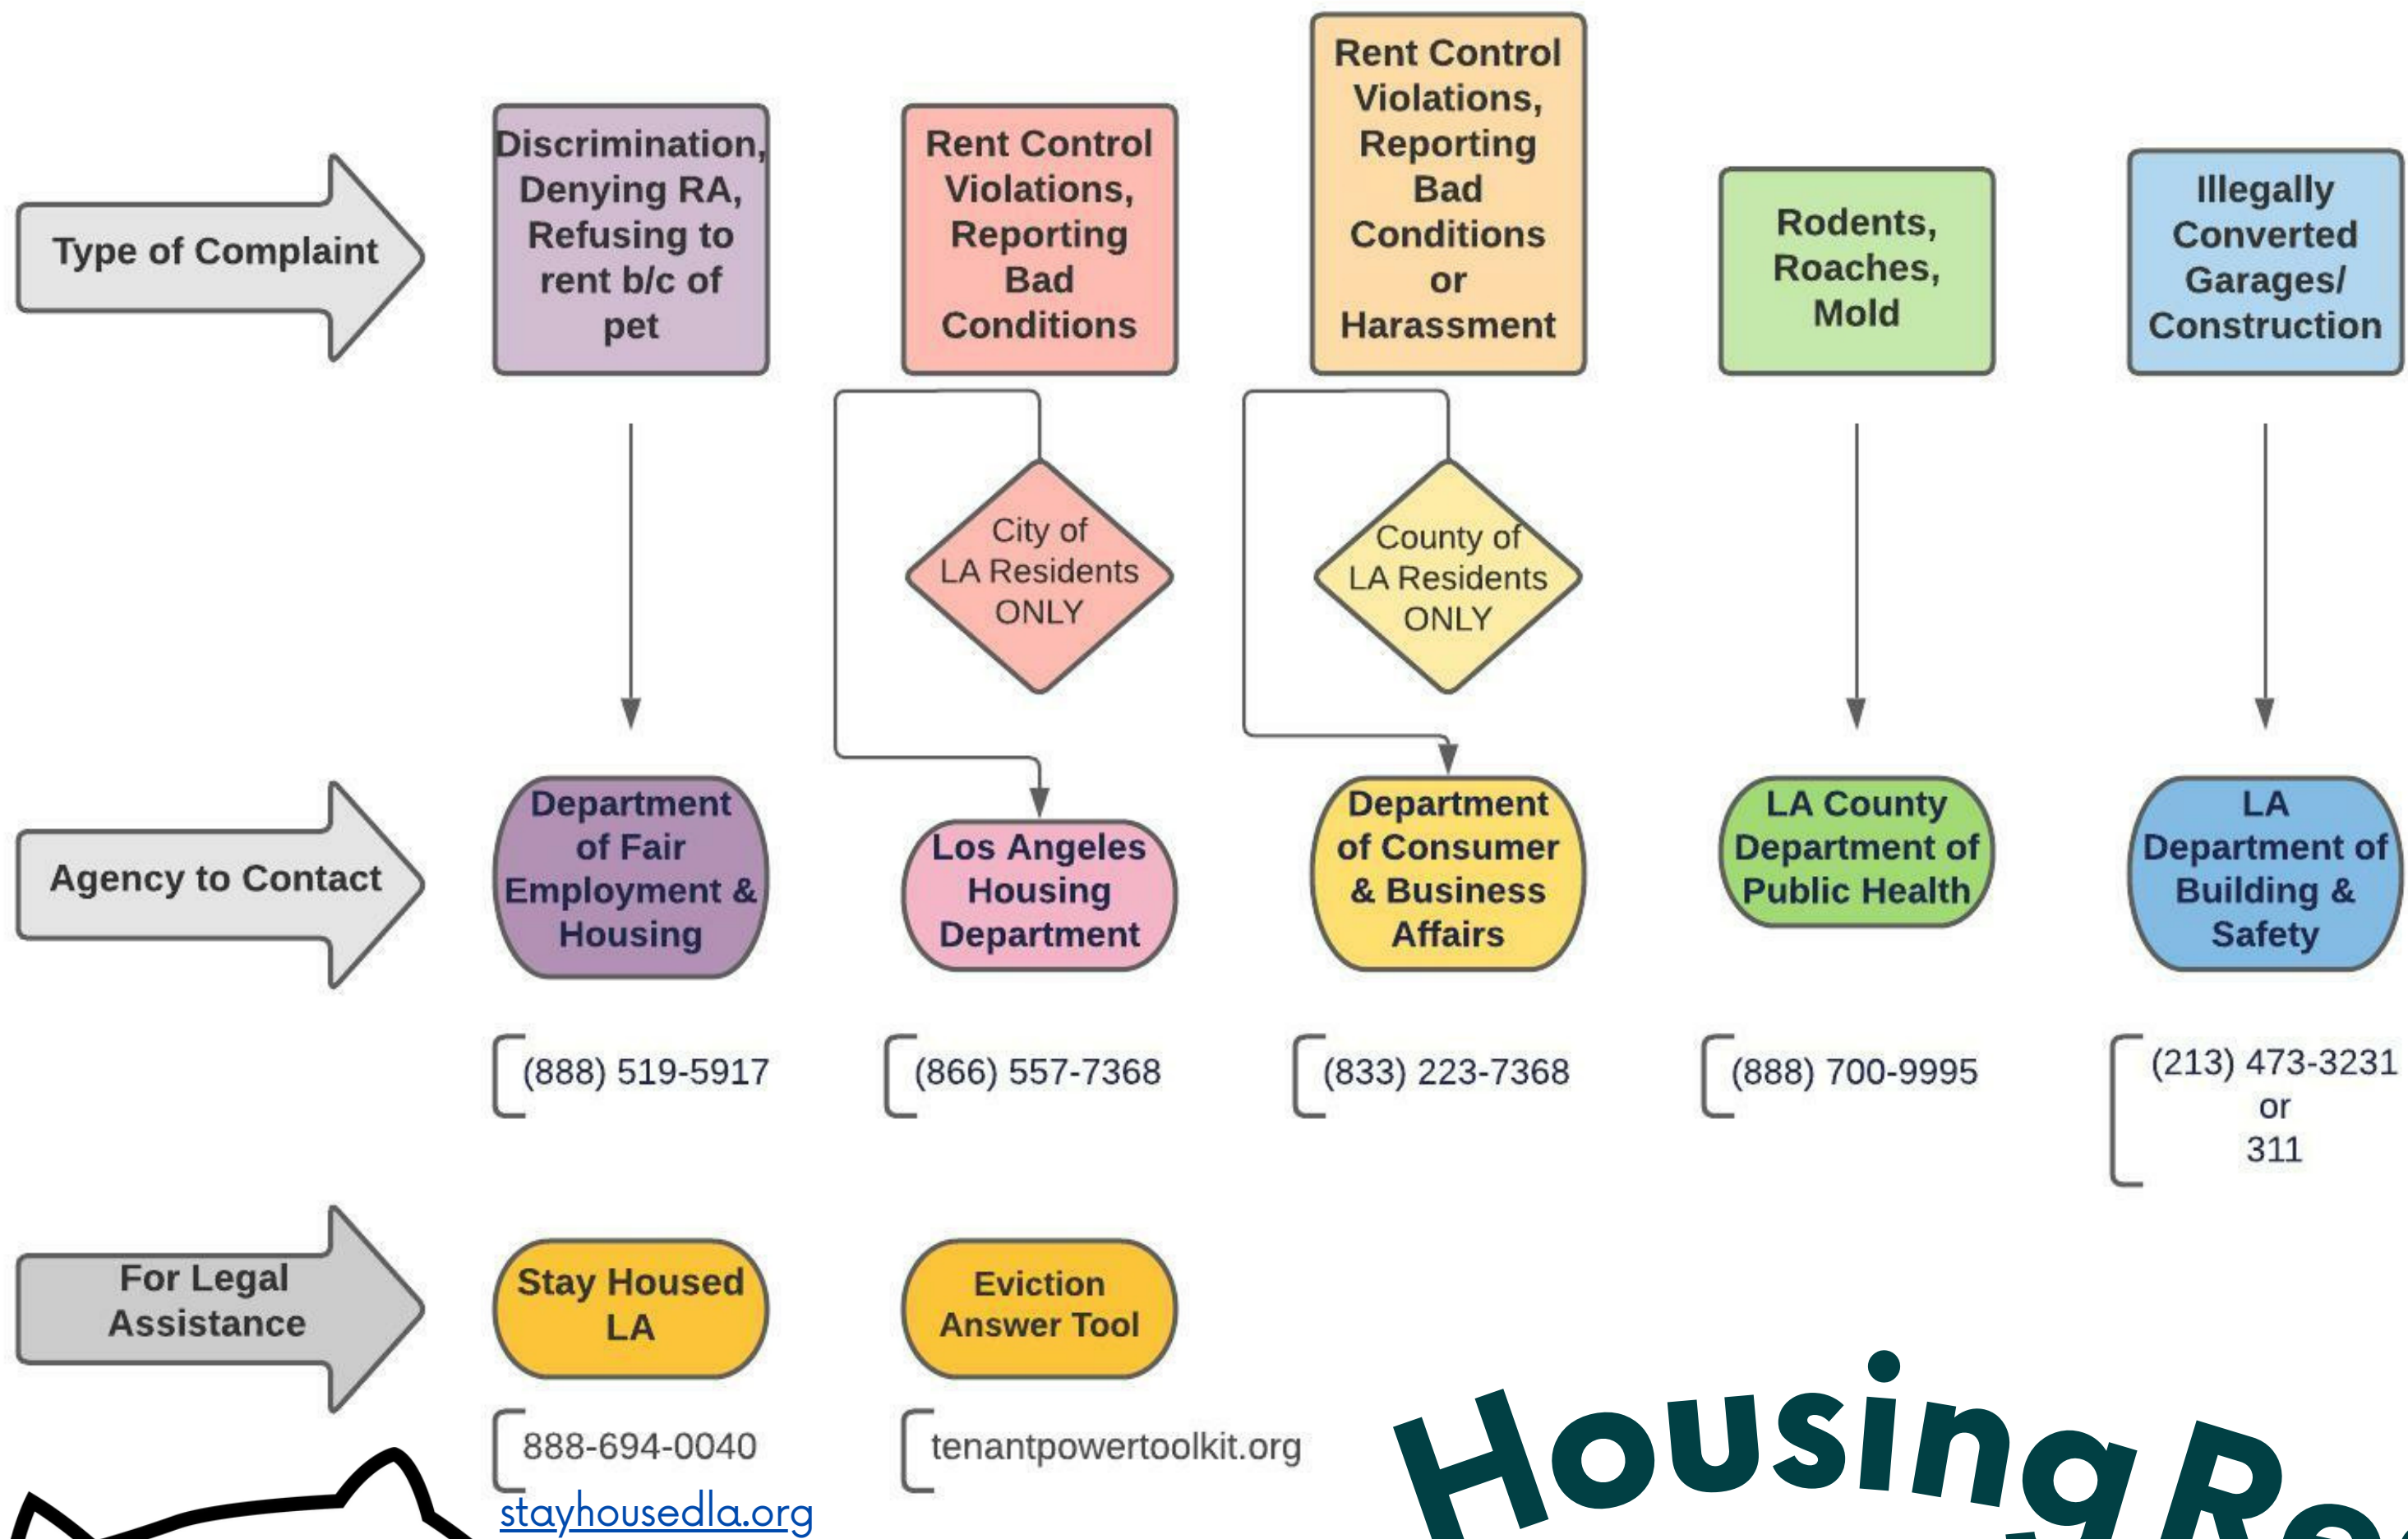 Type of Complaint
Discrimination,
Denying RA,
Refusing to
rent b/c of
pet
Rent Control
Violations,
Reporting
Bad
Conditions
Rent Control
Violations,
Reporting
Bad
Conditions
or
Harassment
Rodents,
Roaches,
Mold
Illegally
Converted
Garages/
Construction
City of
LA Residents
ONLY
County of
LA Residents
ONLY
Agency to Contact
Department
of Fair
Employment &
Housing
Los Angeles
Housing
Department
Department
of Consumer
& Business
Affairs
LA County
Department of
Public Health
LA
Department of
Building &
Safety
(888) 519-5917
(866) 557-7368
(833) 223-7368
(888) 700-9995
(213) 473-3231
or
311
For Legal
Assistance
Stay Housed
LA
Eviction
Answer Tool
888-694-0040
stayhousedla.org
tenantpowertoolkit.org
Housing